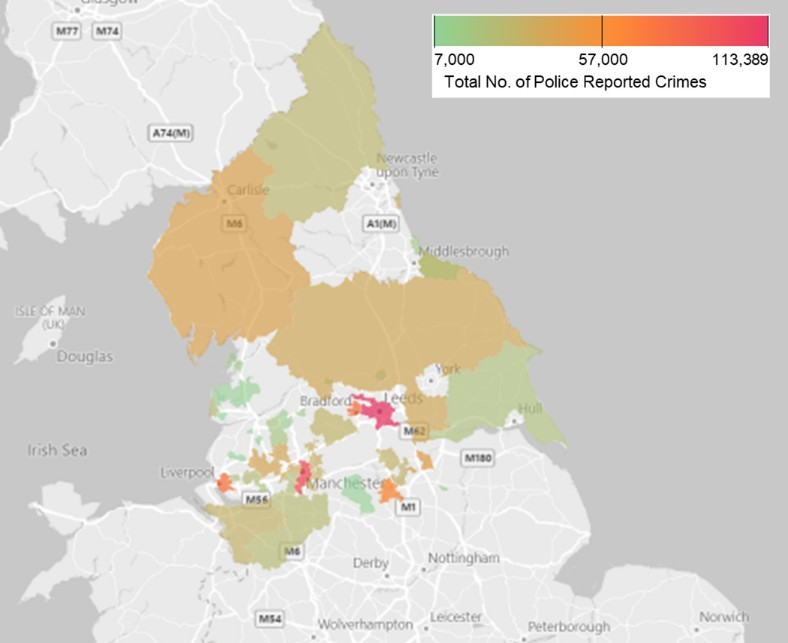 Glasgow
M77
M74
7,000
57,000
113,389
Total No. of Police Reported Crimes
A74(M)
Newcastle
upon Tyne
Carlisle
M6
A1(M)
Middlesbrough
ISLE OF MAN
(UK)
Douglas
York
Bradford
Leeds
Hull
M62
Irish Sea
M180
Liverpool
Manchester
M56
M1
M6
Derby
Nottingham
M54
Wolverhampton
Leicester
Peterborough
Norwich